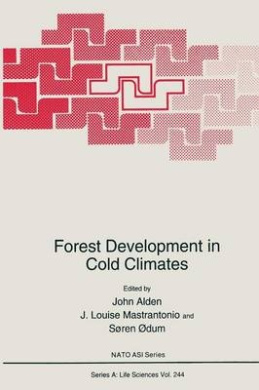 Forest Development in
Cold Climates
Edited by
John Alden
J. Louise Mastrantonio and
Søren Ødum
NATO ASI Series
Series A: Life Sciences Vol. 244